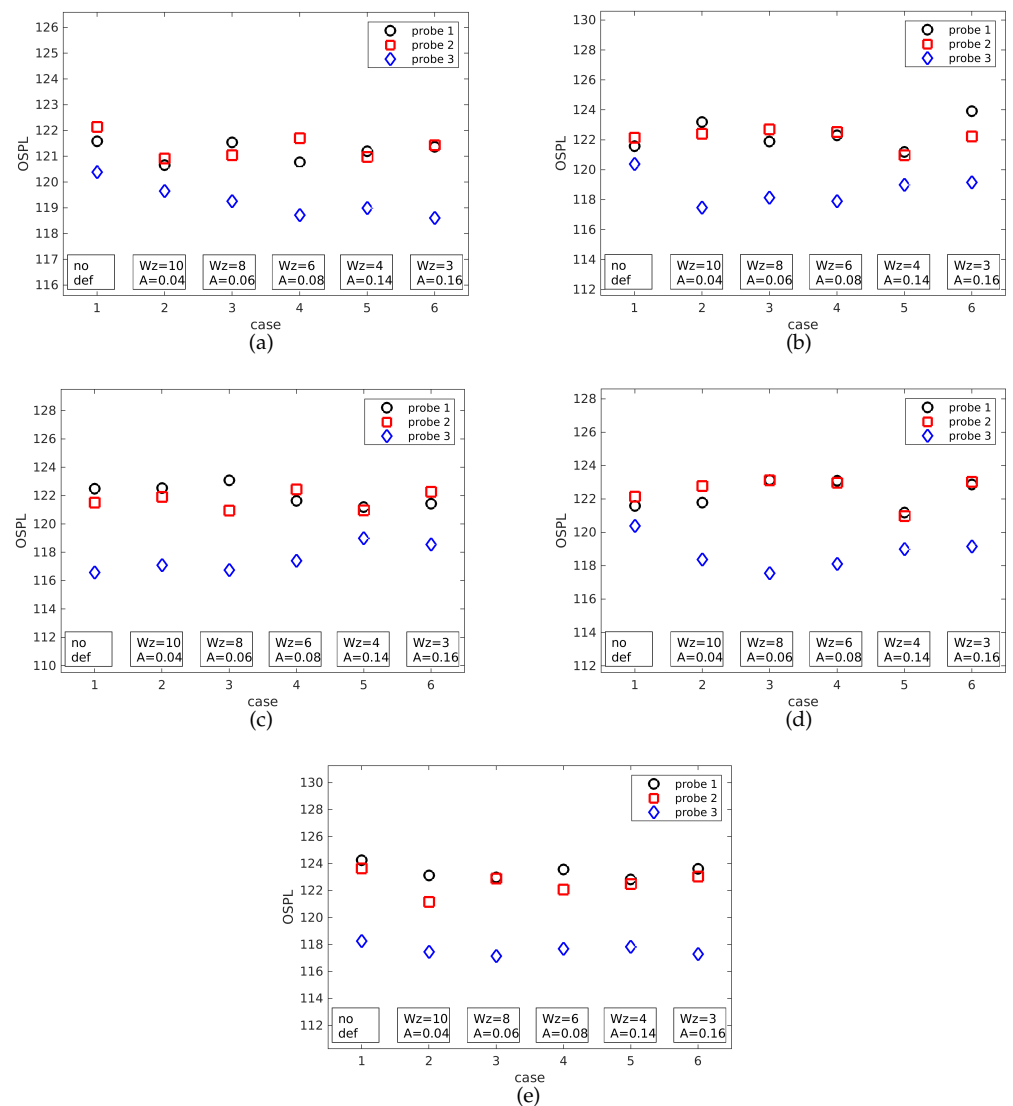 126
125
124
123
122
121
120
119
118
117
116
OSPL
probe 1
probe 2
probe 3
no
def
Wz=10
A=0.04
Wz=8
A=0.06
Wz=6
A=0.08
Wz=4
A=0.14
Wz=3
A=0.16
1 2 3 4 5 6
case
(a)
130
128
126
124
122
120
118
116
114
112
OSPL
probe 1
probe 2
probe 3
no
def
Wz=10
A=0.04
Wz=8
A=0.06
Wz=6
A=0.08
Wz=4
A=0.14
Wz=3
A=0.16
1 2 3 4 5 6
case
(b)
128
126
124
122
120
118
116
114
112
110
OSPL
probe 1
probe 2
probe 3
no
def
Wz=10
A=0.04
Wz=8
A=0.06
Wz=6
A=0.08
Wz=4
A=0.14
Wz=3
A=0.16
1 2 3 4 5 6
case
(c)
128
126
124
122
120
118
116
114
112
OSPL
probe 1
probe 2
probe 3
no
def
Wz=10
A=0.04
Wz=8
A=0.06
Wz=6
A=0.08
Wz=4
A=0.14
Wz=3
A=0.16
1 2 3 4 5 6
case
(d)
130
128
126
124
122
120
118
116
114
112
OSPL
probe 1
probe 2
probe 3
no
def
Wz=10
A=0.04
Wz=8
A=0.06
Wz=6
A=0.08
Wz=4
A=0.14
Wz=3
A=0.16
1 2 3 4 5 6
case
(e)